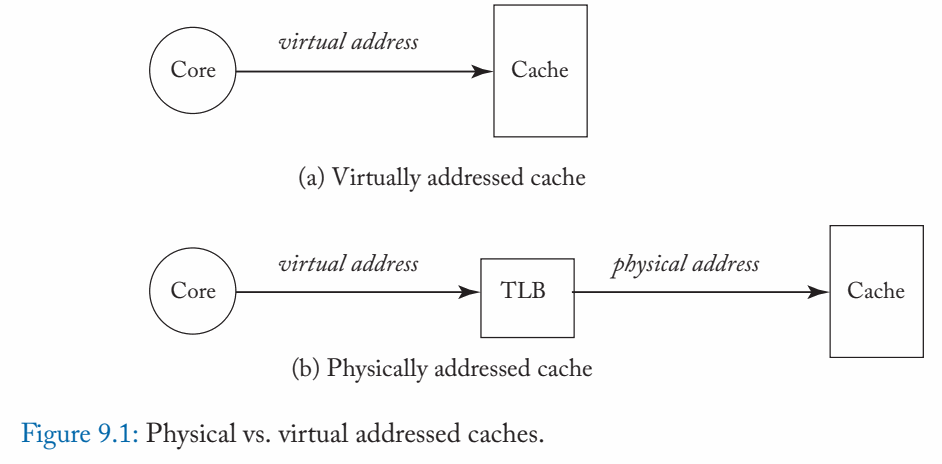 virtual address
Core
Cache
(a) Virtually addressed cache
virtual address
physical address
Core
TLB
Cache
(b) Physically addressed cache
Figure 9.1: Physical vs. virtual addressed caches.